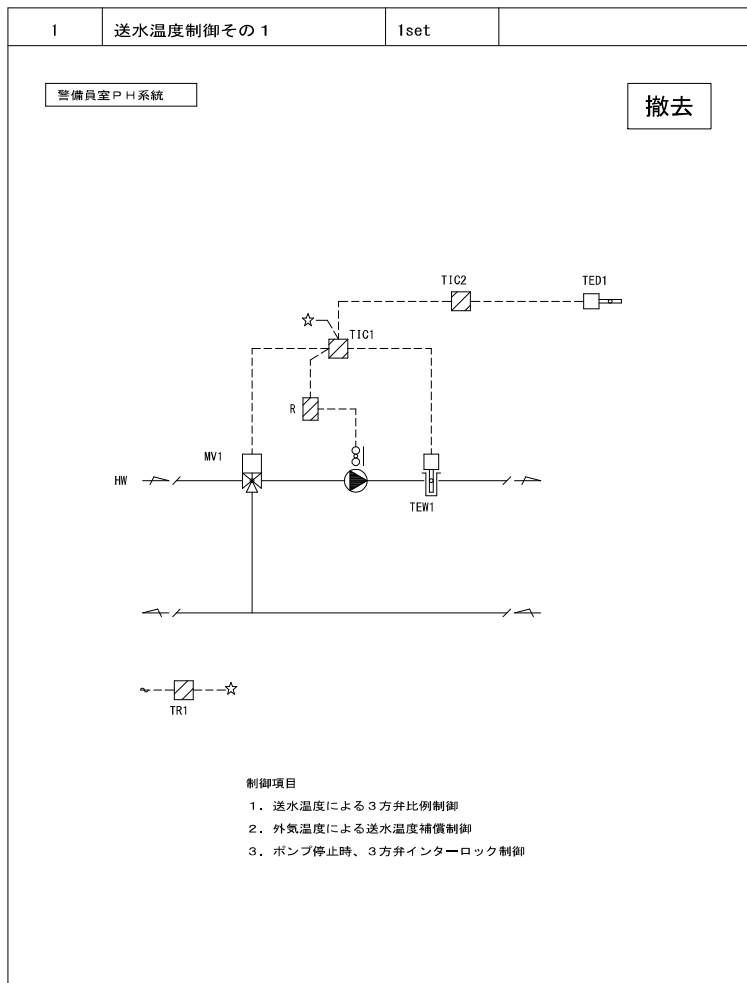 1 送水温度制御その1 1set
警備員室PH系統
撤去
TIC2 TED1
TIC1
R
MV1
HW
TEW1
TR1
制御項目
1．送水温度による３方弁比例制御
2．外気温度による送水温度補償制御
3．ポンプ停止時、３方弁インターロック制御